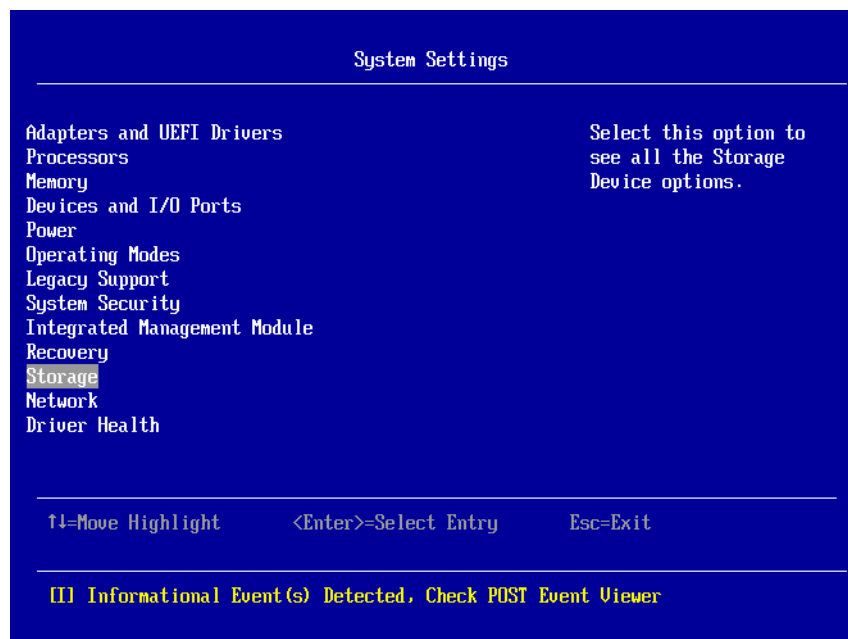 System Settings
Adapters and UEFI Drivers
Processors
Memory
Devices and I/O Ports
Power
Operating Modes
Legacy Support
System Security
Integrated Management Module
Recovery
Storage
Network
Driver Health
Select this option to
see all the Storage
Device options.
↑↓=Move Highlight <Enter>=Select Entry Esc=Exit
[I] Informational Event(s) Detected, Check POST Event Viewer